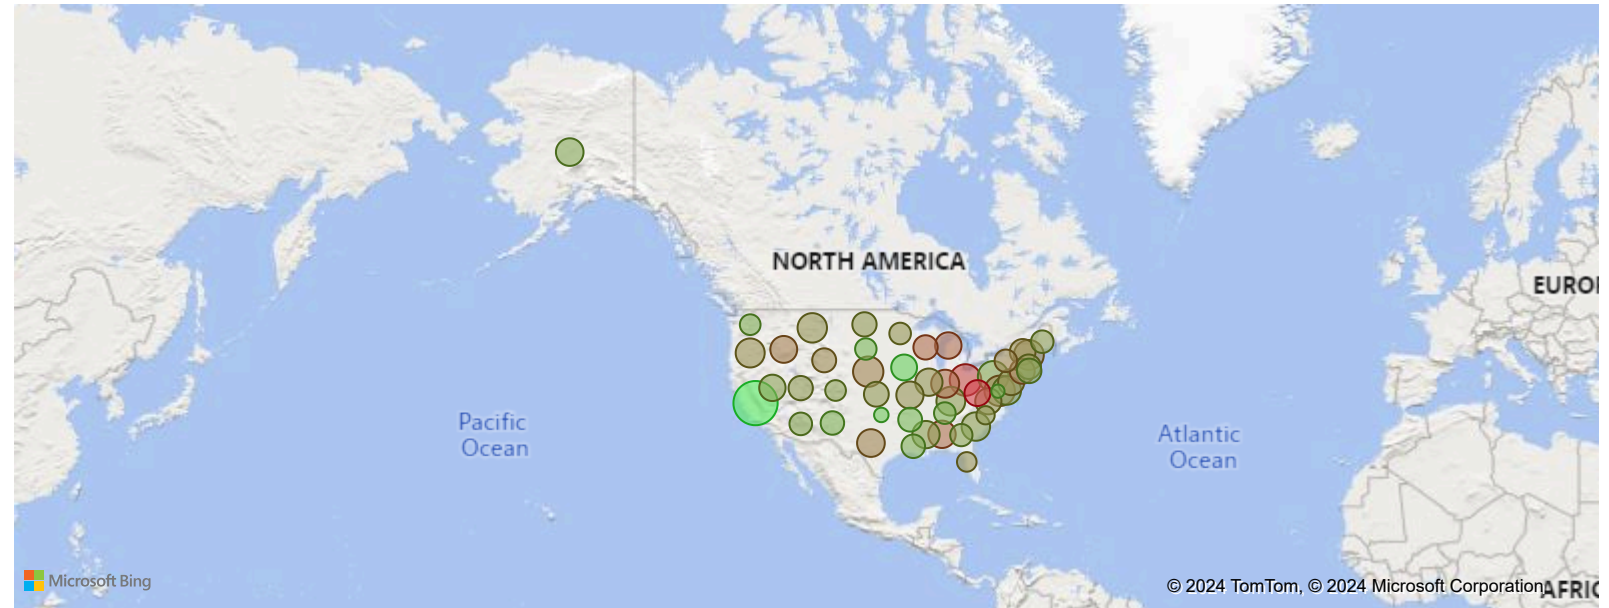 NORTH AMERICA
EURO
Pacific
Ocean
Atlantic
Ocean
Microsoft Bing
© 2024 TomTom, © 2024 Microsoft Corporation
AFRIC